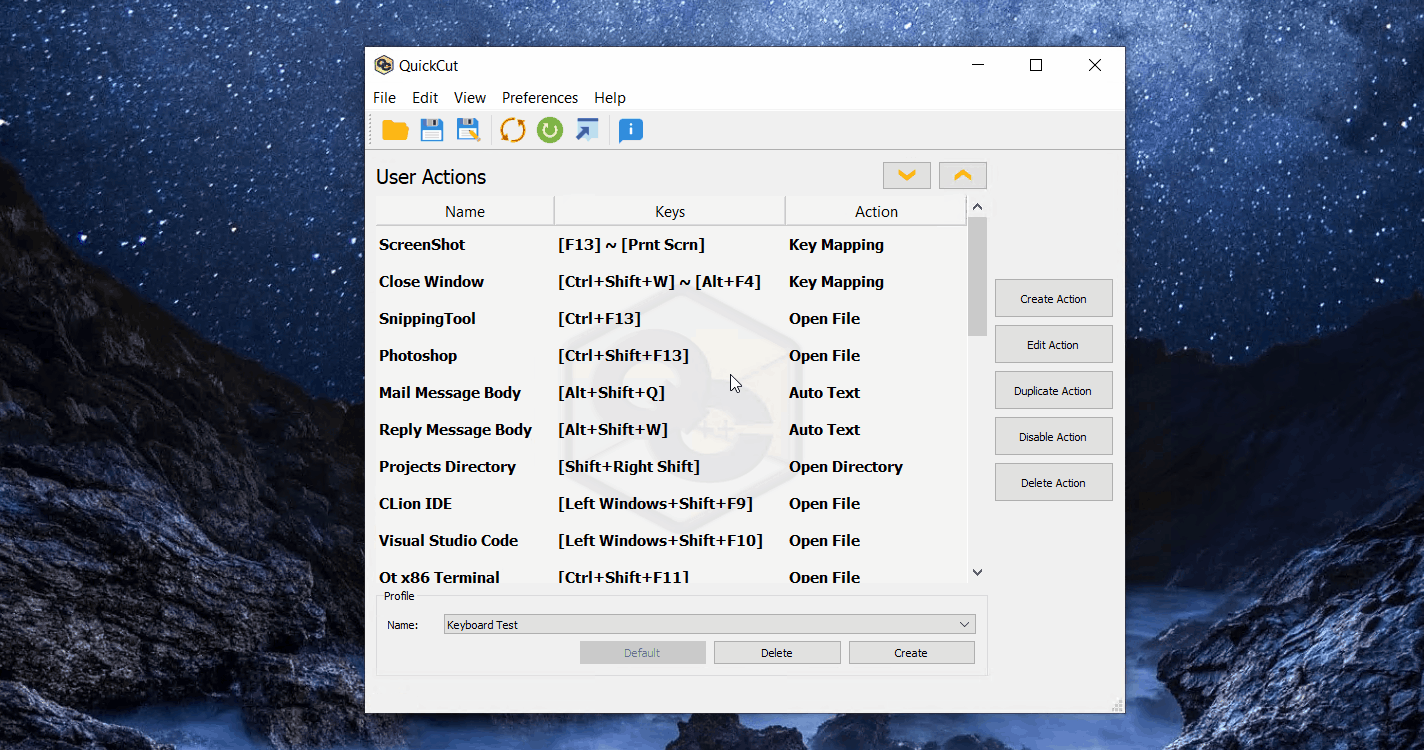 QuickCut
File Edit View Preferences Help
User Actions
Name Keys Action
ScreenShot [F13] ~ [Prnt Scrn] Key Mapping
Close Window [Ctrl+Shift+W] ~ [Alt+F4] Key Mapping
SnippingTool [Ctrl+F13] Open File
Photoshop [Ctrl+Shift+F13] Open File
Mail Message Body [Alt+Shift+Q] Auto Text
Reply Message Body [Alt+Shift+W] Auto Text
Projects Directory [Shift+Right Shift] Open Directory
CLion IDE [Left Windows+Shift+F9] Open File
Visual Studio Code [Left Windows+Shift+F10] Open File
Qt x86 Terminal [Ctrl+Shift+F11] Open File
Create Action
Edit Action
Duplicate Action
Disable Action
Delete Action
Profile
Name: Keyboard Test
Default Delete Create